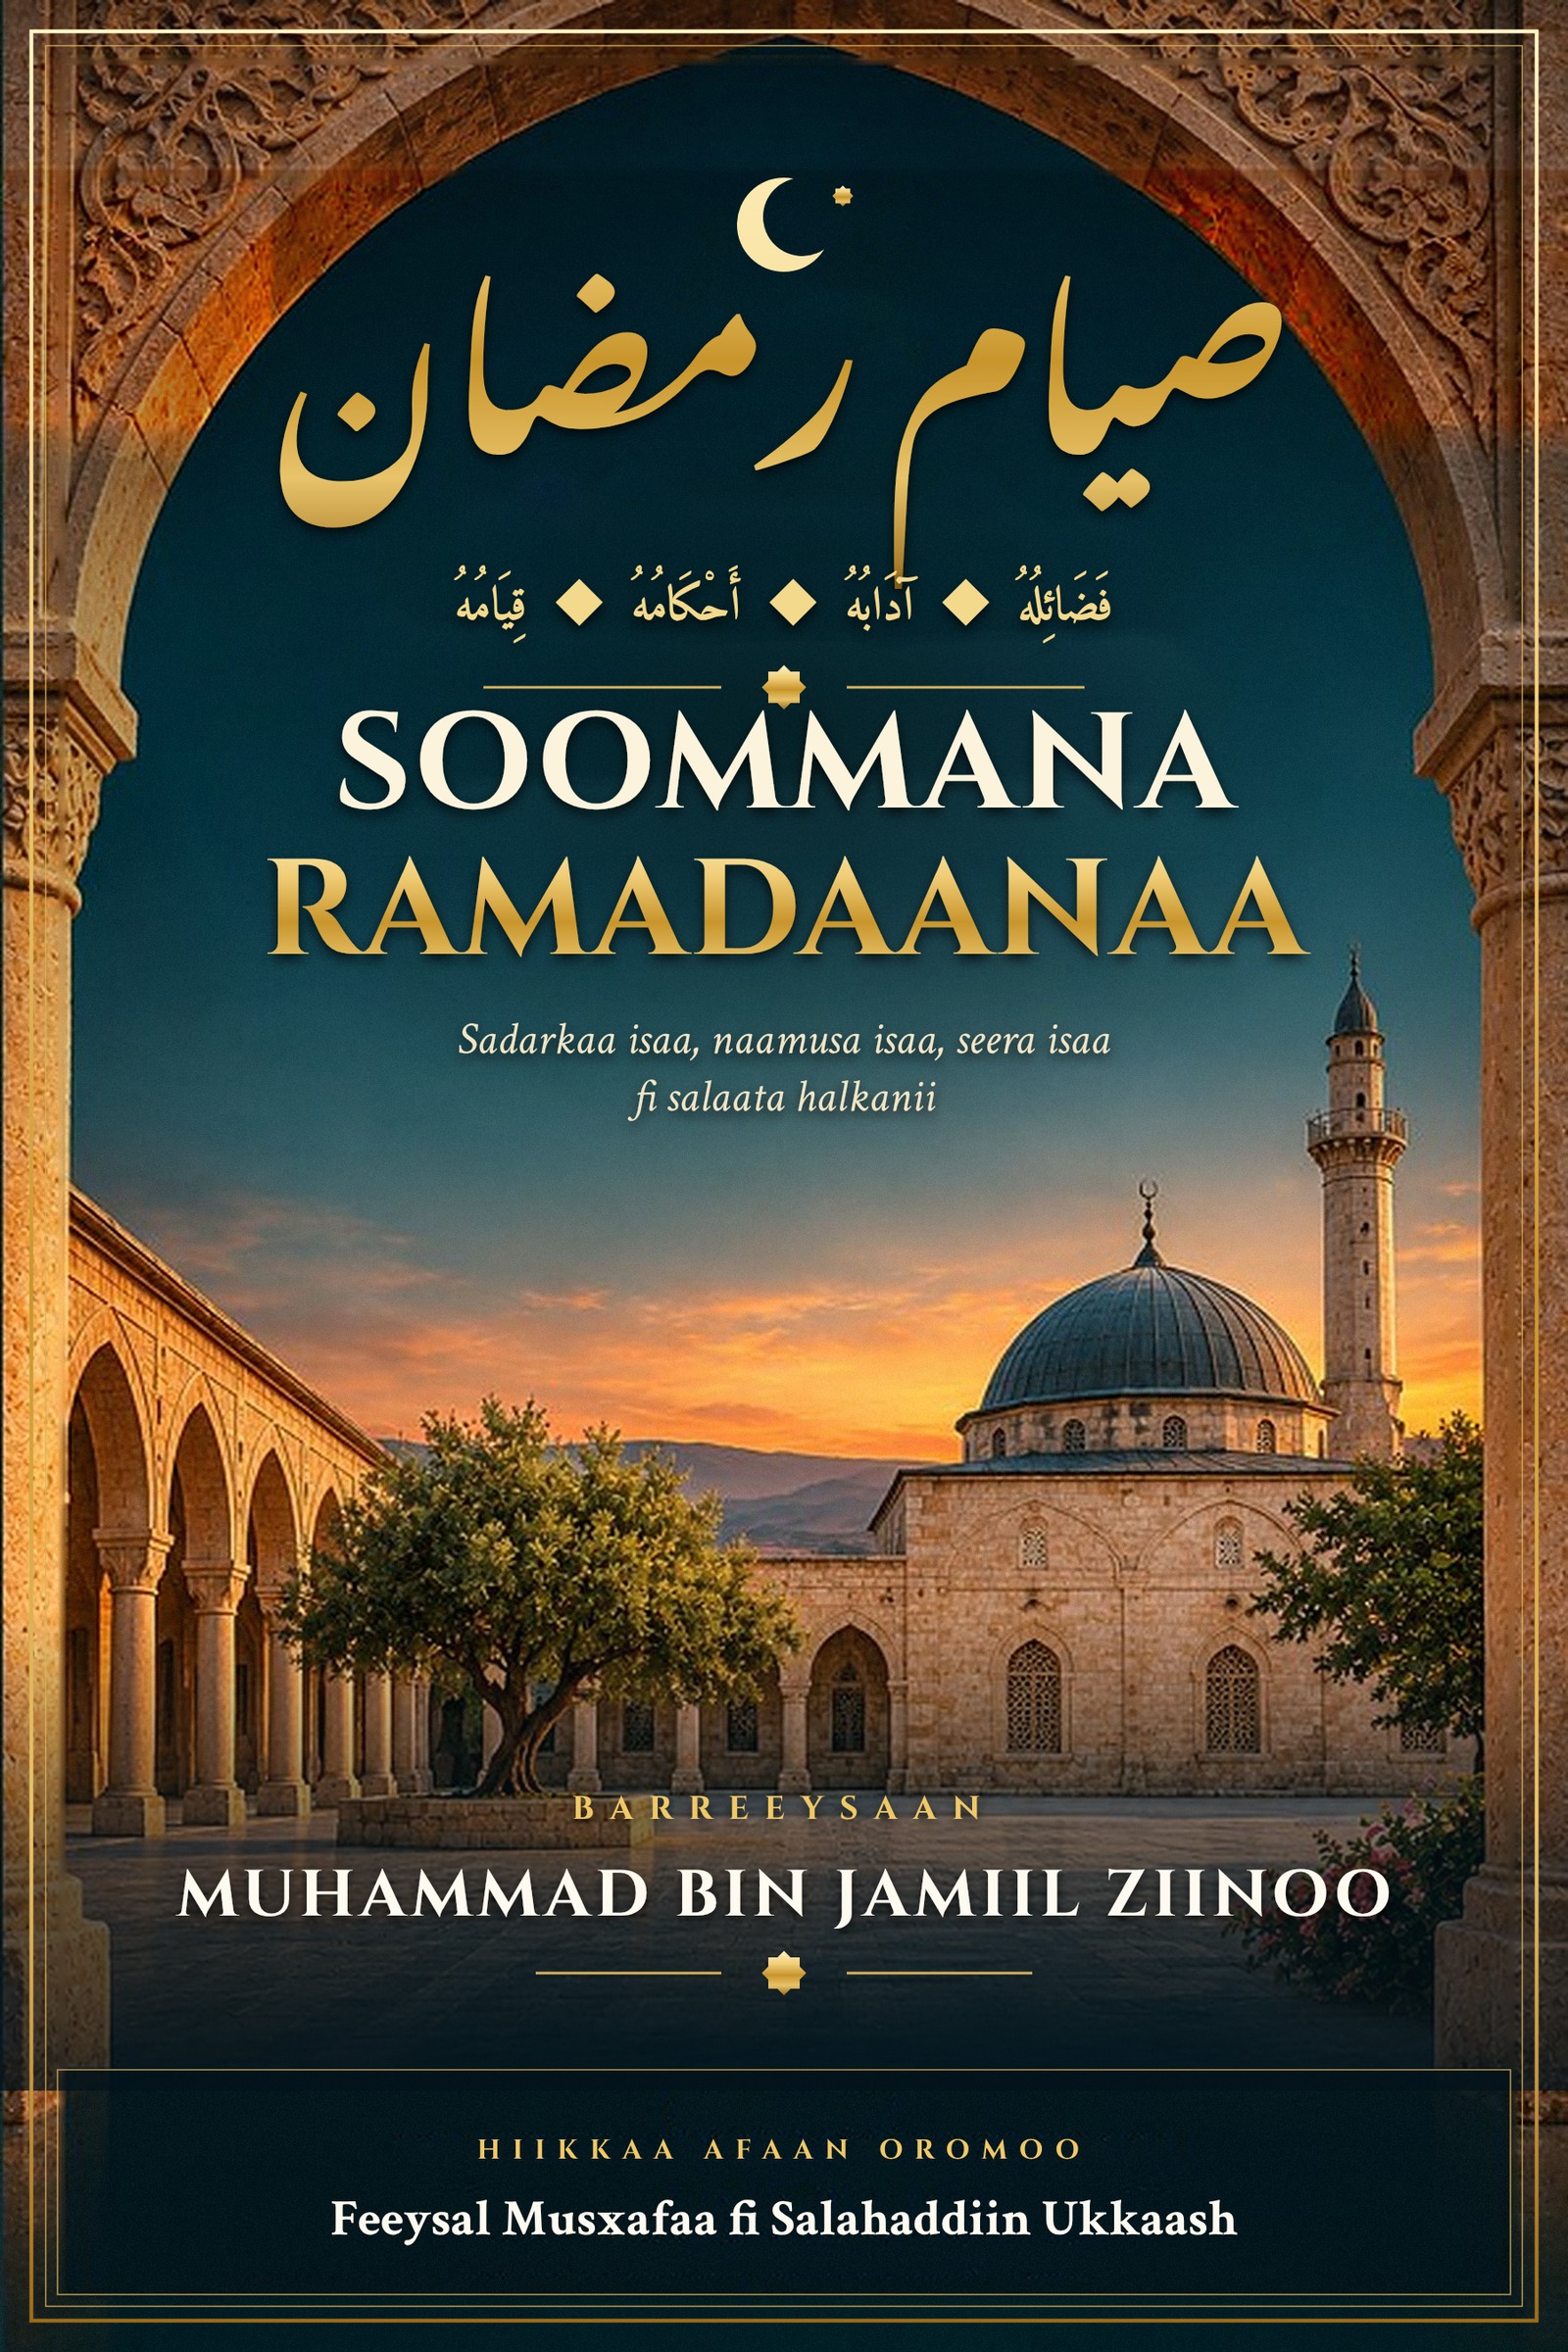 صيام رمضان
فَضَائِلُهُ ◆ آدَابُهُ ◆ أَحْكَامُهُ ◆ قِيَامُهُ
SOOMMANA
RAMADAANAA
Sadarkaa isaa, naamusa isaa, seera isaa
fi salaata halkanii
BARREEYSAAN
MUHAMMAD BIN JAMIIL ZIINOO
HIIKKAA AFAAN OROMOO
Feeysal Musxafaa fi Salahaddiin Ukkaash